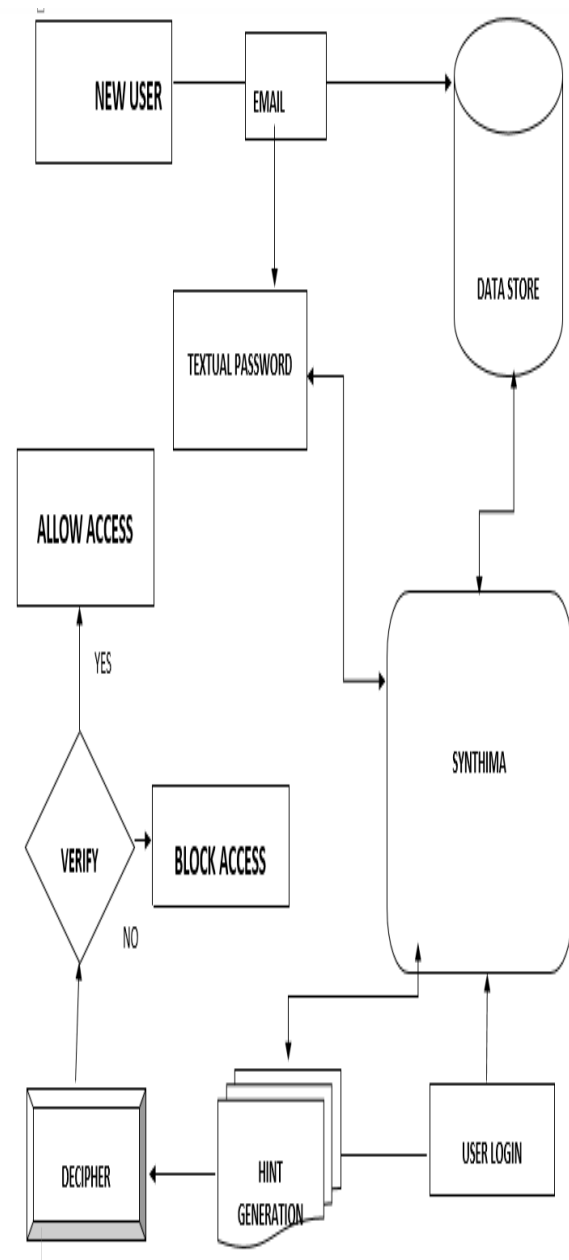 NEW USER
EMAIL
DATA STORE
TEXTUAL PASSWORD
ALLOW ACCESS
YES
SYNTHIMA
VERIFY
BLOCK ACCESS
NO
DECIPHER
HINT
GENERATION
USER LOGIN